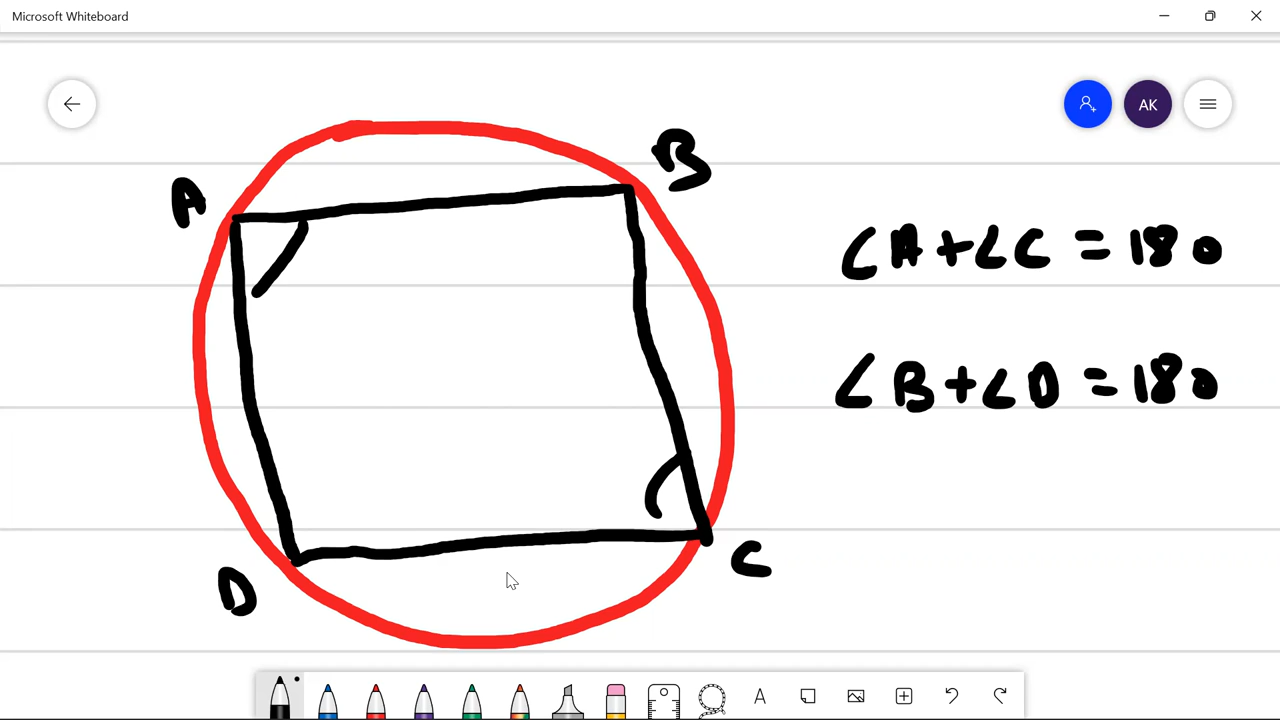 Microsoft Whiteboard
AK
A
B
∠A+∠C=180
∠B+∠D=180
D
C
A